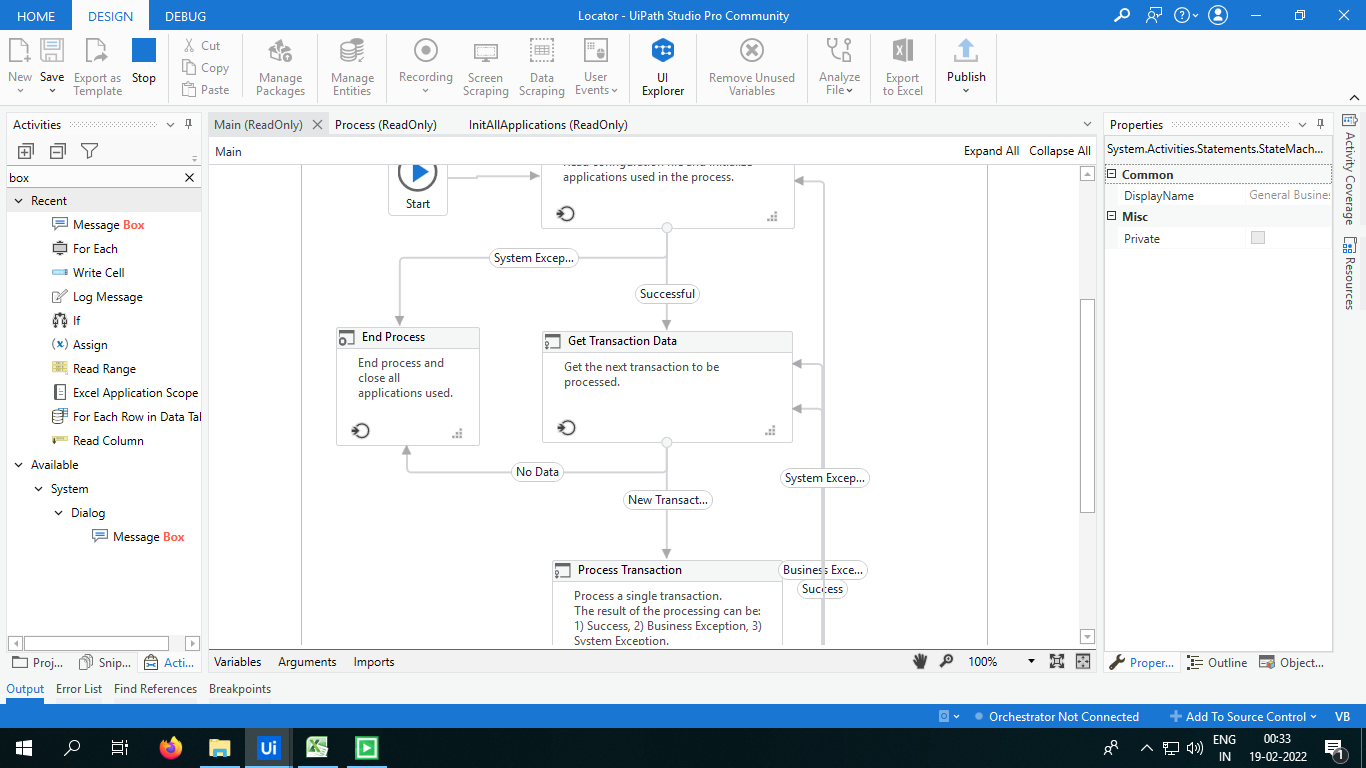 HOME
DESIGN
DEBUG
Locator - UiPath Studio Pro Community
New
Save
Export as
Template
Stop
Cut
Copy
Paste
Manage
Packages
Manage
Entities
Recording
Screen
Scraping
Data
Scraping
User
Events
UI
Explorer
Remove Unused
Variables
Analyze
File
Export
to Excel
Publish
Activities
box
Recent
Message Box
For Each
Write Cell
Log Message
If
Assign
Read Range
Excel Application Scope
For Each Row in Data Tal
Read Column
Available
System
Dialog
Message Box
Proj...
Snip...
Acti...
Main (ReadOnly)
Process (ReadOnly)
InitAllApplications (ReadOnly)
Main
Expand All
Collapse All
Start
Read configuration file and initialize
applications used in the process.
System Excep...
Successful
End Process
End process and
close all
applications used.
Get Transaction Data
Get the next transaction to be
processed.
No Data
System Excep...
New Transact...
Process Transaction
Business Exce...
Success
Process a single transaction.
The result of the processing can be:
1) Success, 2) Business Exception, 3)
System Exception.
Variables
Arguments
Imports
100%
Properties
System.Activities.Statements.StateMach...
Common
DisplayName
General Busine
Misc
Private
Proper...
Outline
Object...
Activity Coverage
Resources
Output
Error List
Find References
Breakpoints
Orchestrator Not Connected
Add To Source Control
VB
Ui
ENG
IN
00:33
19-02-2022
1